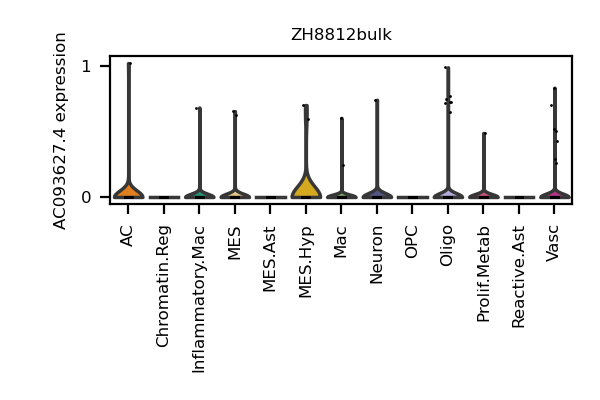 ZH8812bulk
AC093627.4 expression
1
0
AC
Chromatin.Reg
Inflammatory.Mac
MES
MES.Ast
MES.Hyp
Mac
Neuron
OPC
Oligo
Prolif.Metab
Reactive.Ast
Vasc